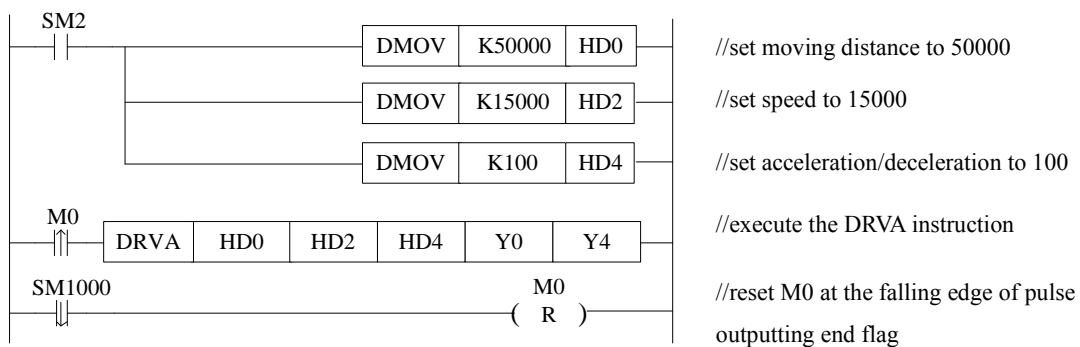 SM2
DMOV K50000 HD0 //set moving distance to 50000
DMOV K15000 HD2 //set speed to 15000
DMOV K100 HD4 //set acceleration/deceleration to 100
M0
DRVA HD0 HD2 HD4 Y0 Y4 //execute the DRVA instruction
SM1000 M0
( R ) //reset M0 at the falling edge of pulse
outputting end flag